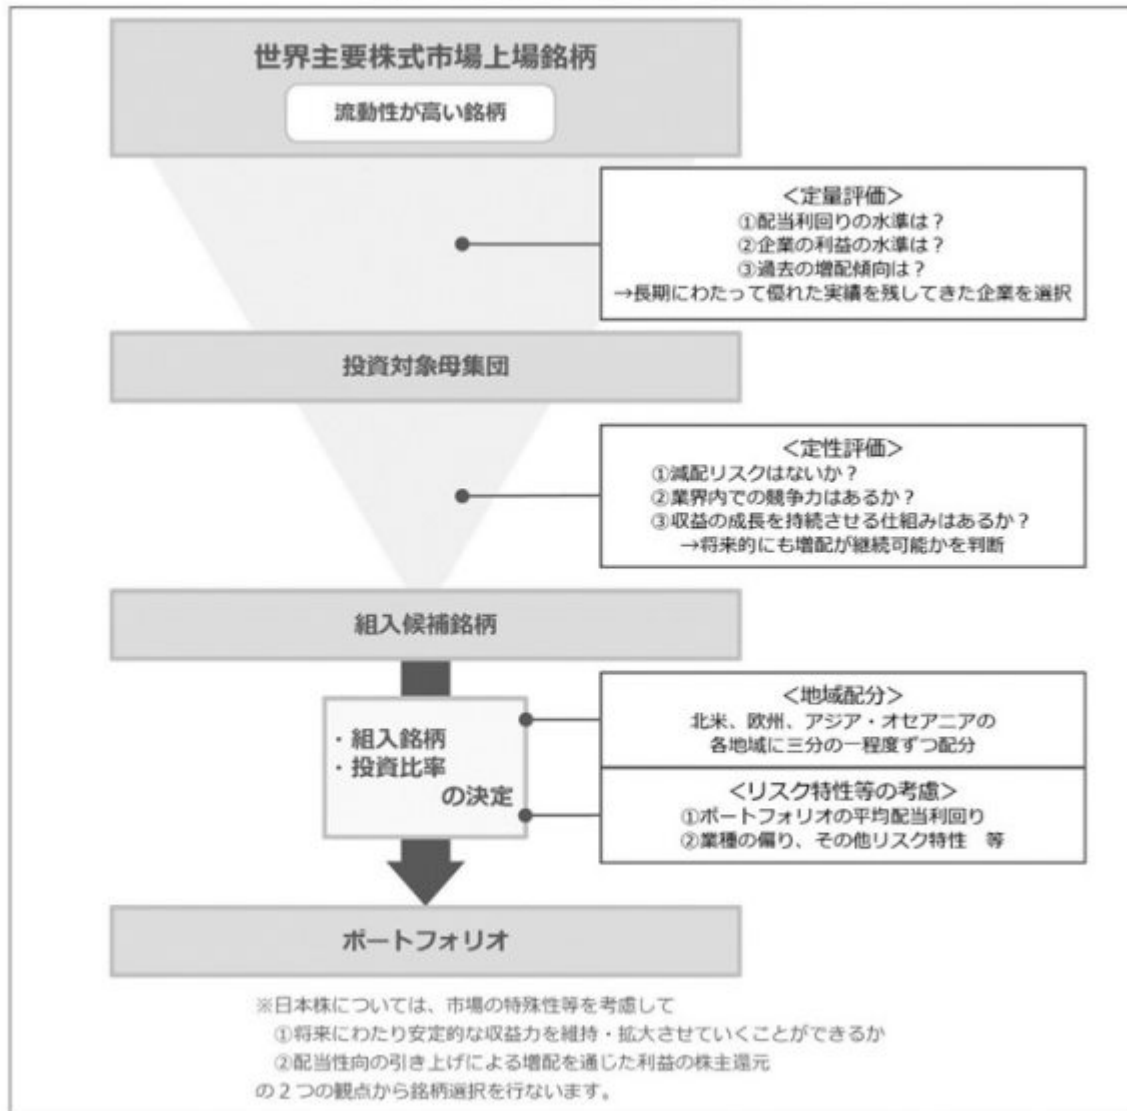 世界主要株式市場上場銘柄
流動性が高い銘柄
＜定量評価＞
①配当利回りの水準は？
②企業の利益の水準は？
③過去の増配傾向は？
→長期にわたって優れた実績を残してきた企業を選択
投資対象母集団
＜定性評価＞
①減配リスクはないか？
②業界内での競争力はあるか？
③収益の成長を持続させる仕組みはあるか？
→将来的にも増配が継続可能かを判断
組入候補銘柄
・組入銘柄
・投資比率
の決定
＜地域配分＞
北米、欧州、アジア・オセアニアの
各地域に三分の一程度ずつ配分
＜リスク特性等の考慮＞
①ポートフォリオの平均配当利回り
②業種の偏り、その他リスク特性　等
ポートフォリオ
※日本株については、市場の特殊性等を考慮して
①将来にわたり安定的な収益力を維持・拡大させていくことができるか
②配当性向の引き上げによる増配を通じた利益の株主還元
の２つの観点から銘柄選択を行ないます。